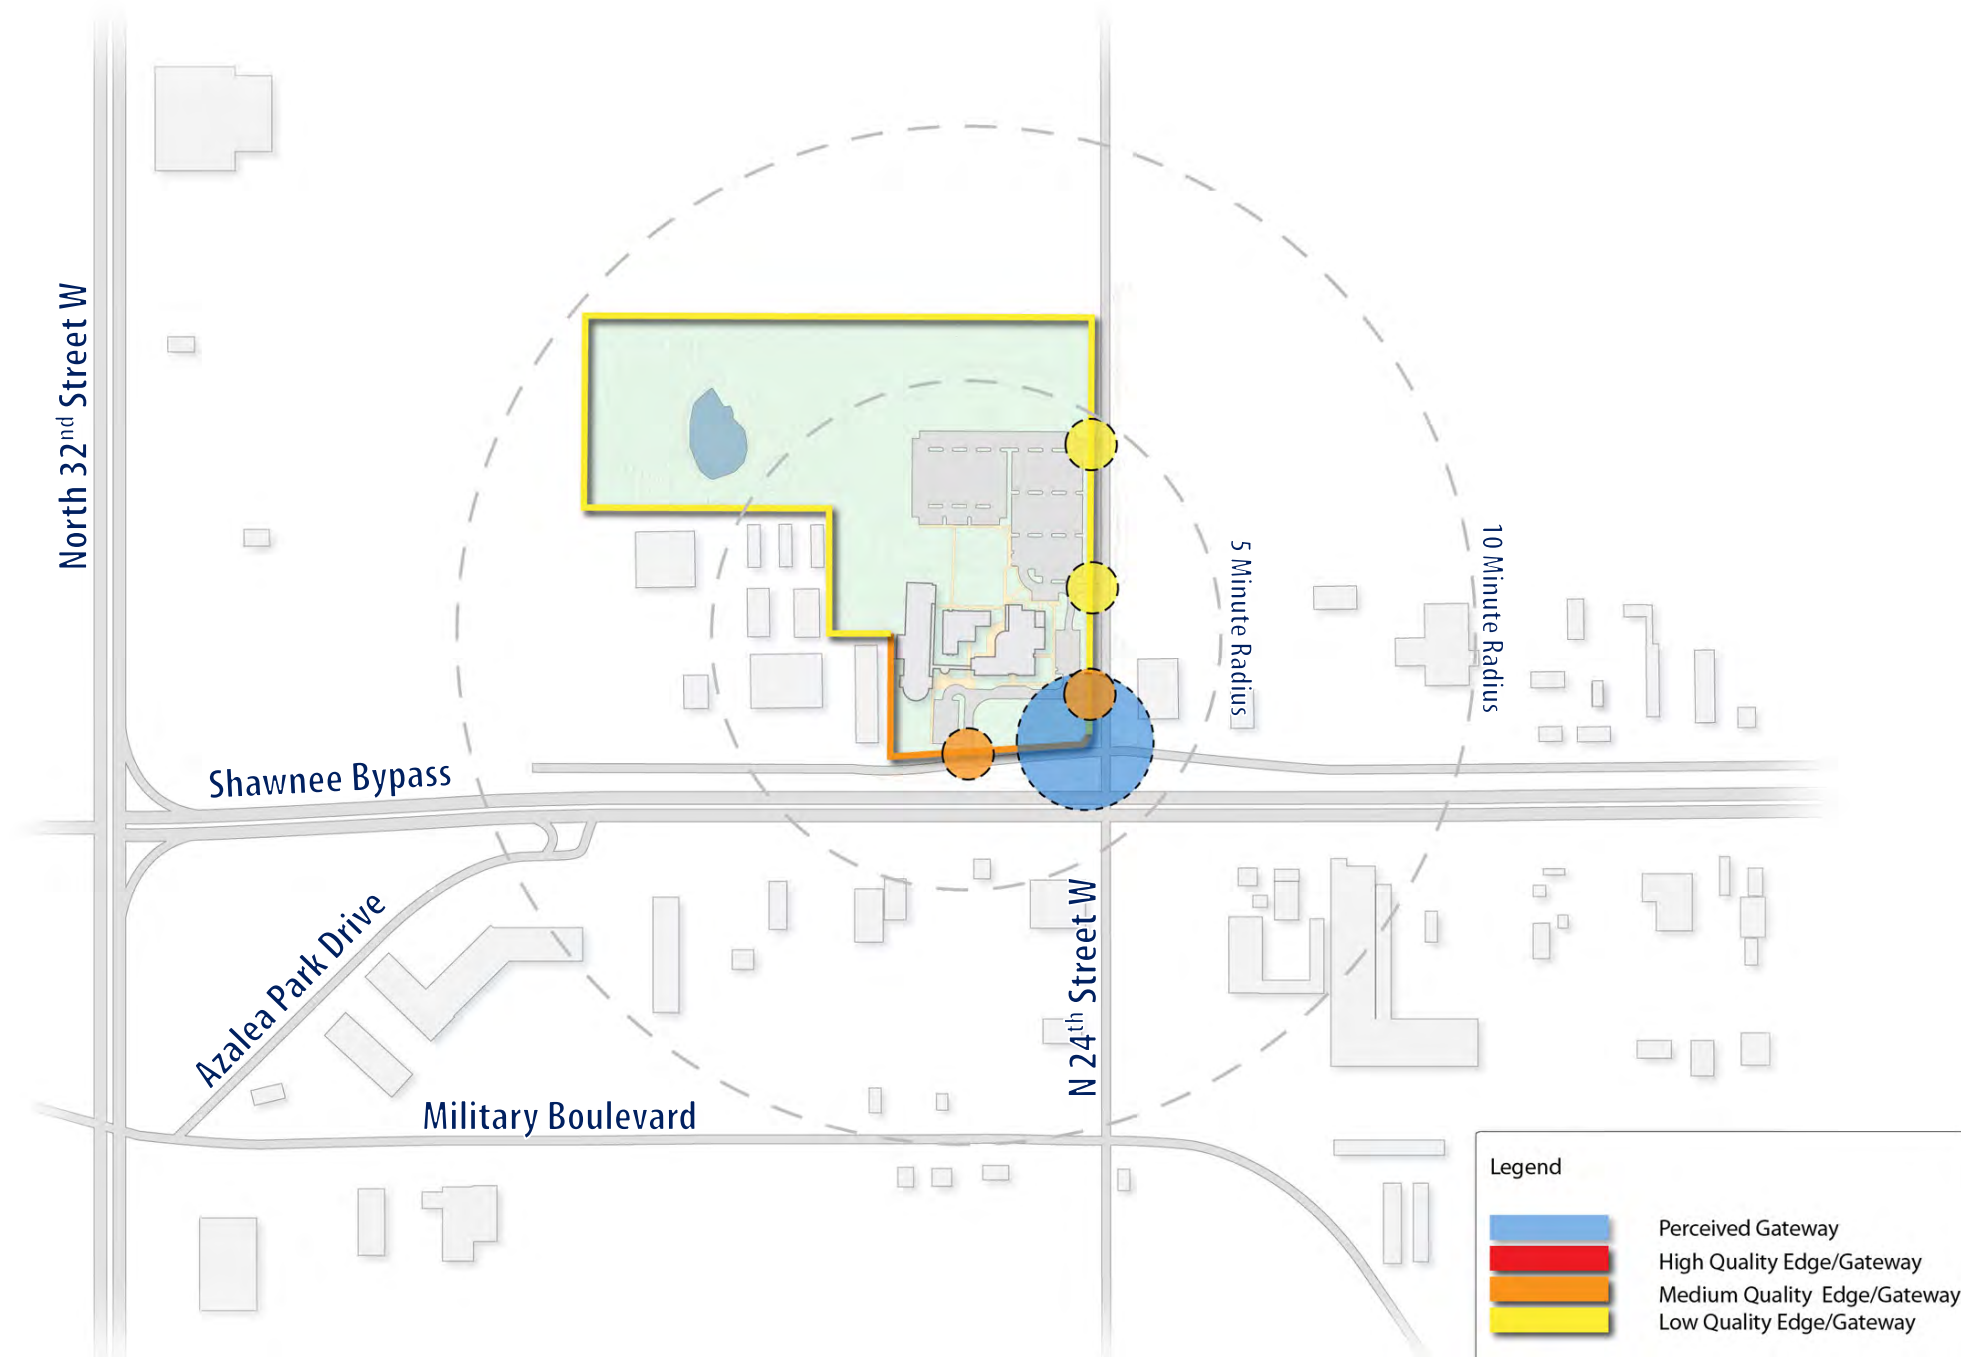 North 32nd Street W
5 Minute Radius
10 Minute Radius
Shawnee Bypass
Azalea Park Drive
N 24th Street W
Military Boulevard
Legend
Perceived Gateway
High Quality Edge/Gateway
Medium Quality Edge/Gateway
Low Quality Edge/Gateway